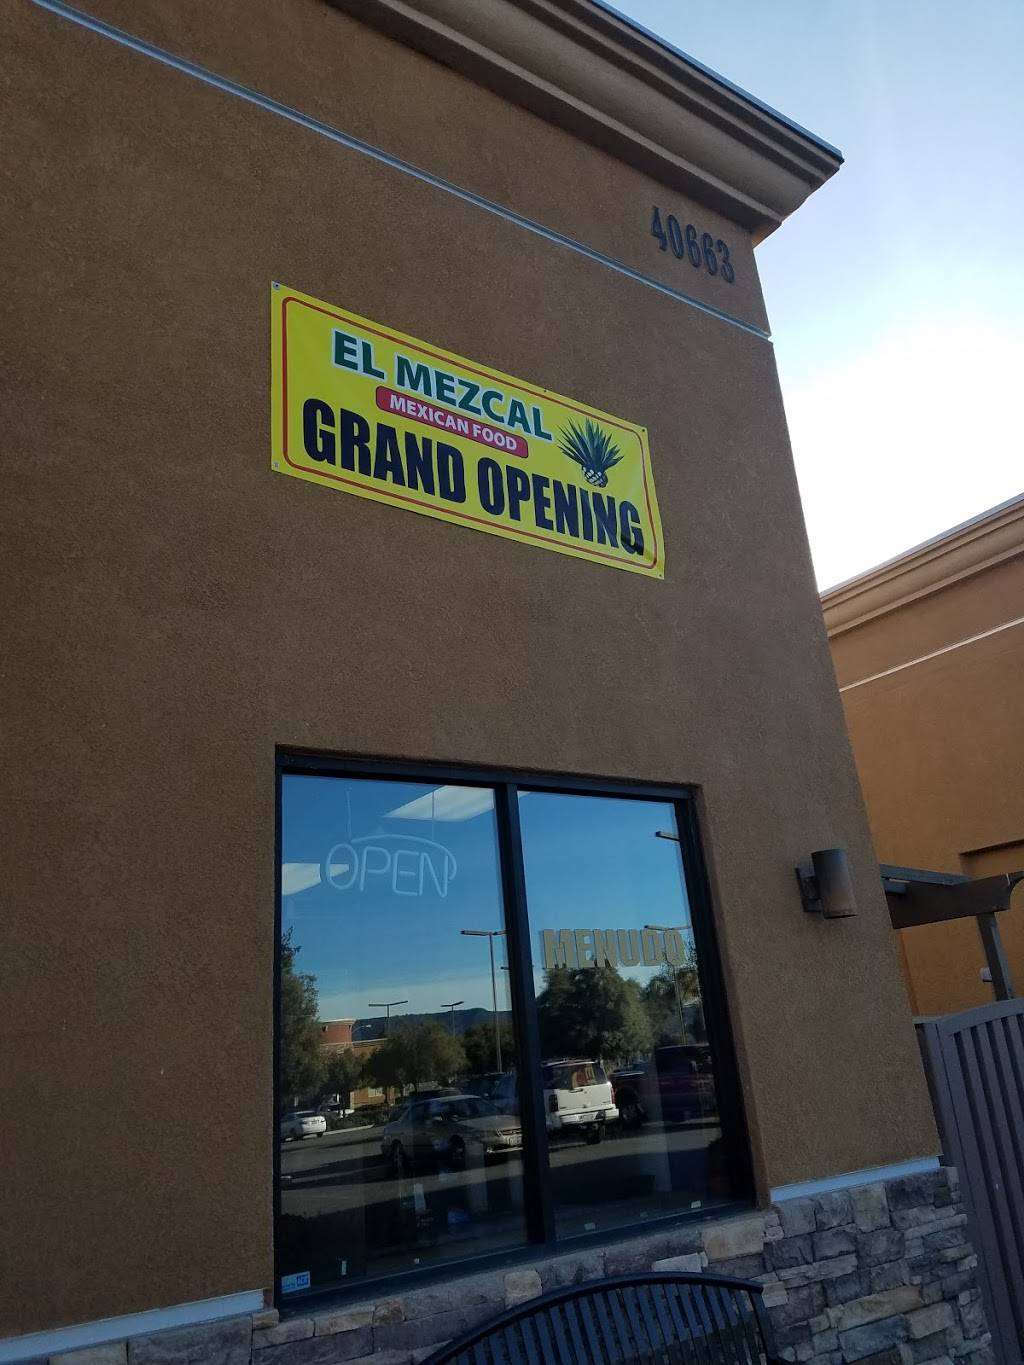 40663
EL MEZCAL
MEXICAN FOOD
GRAND OPENING
OPEN
MENUDO